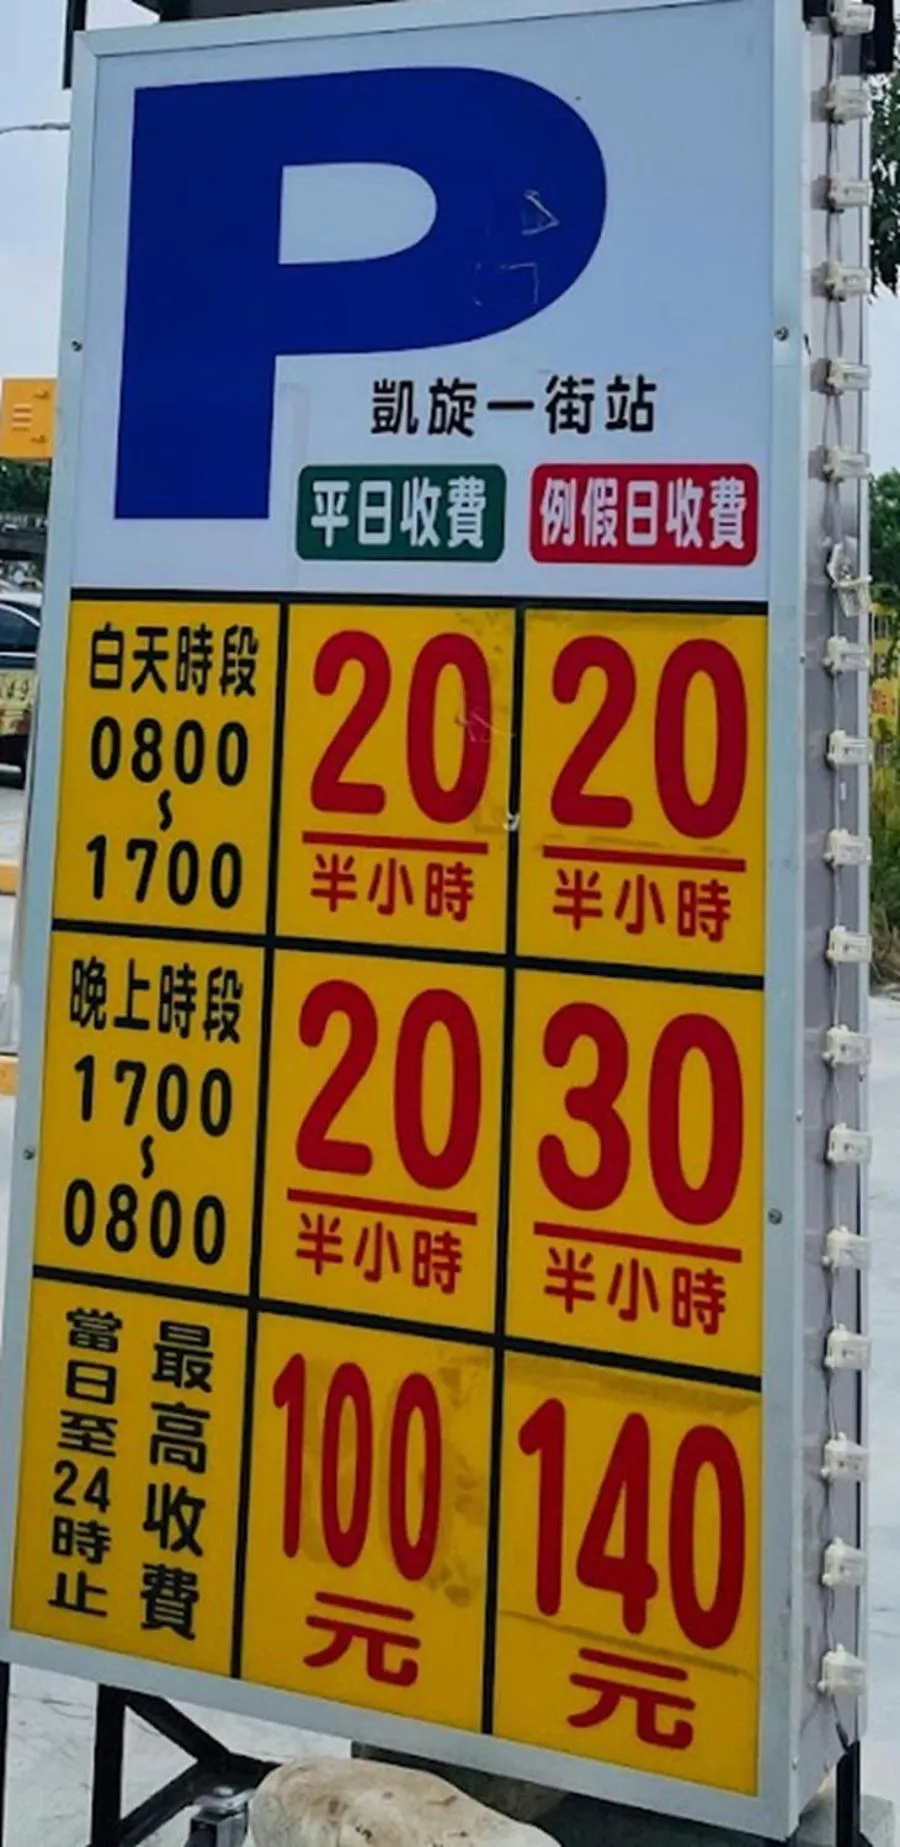 P
凱旋一街站
平日收費 例假日收費
白天時段
0800
~
1700
20
半小時
20
半小時
晚上時段
1700
~
0800
20
半小時
30
半小時
最高收費
當日至24時止
100
元
140
元